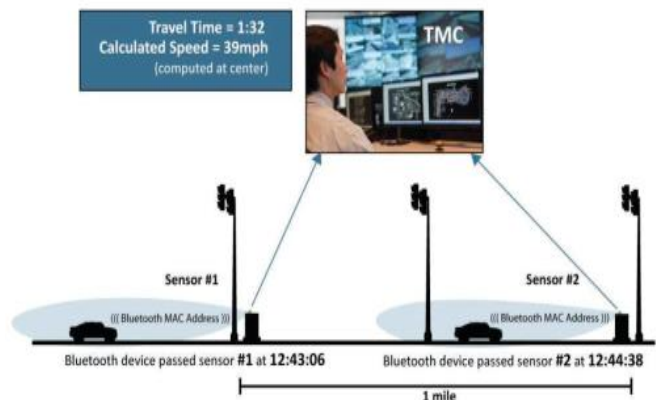 Travel Time = 1:32
Calculated Speed = 39mph
(computed at center)
TMC
Sensor #1
Sensor #2
((( Bluetooth MAC Address )))
((( Bluetooth MAC Address )))
Bluetooth device passed sensor #1 at 12:43:06
Bluetooth device passed sensor #2 at 12:44:38
1 mile